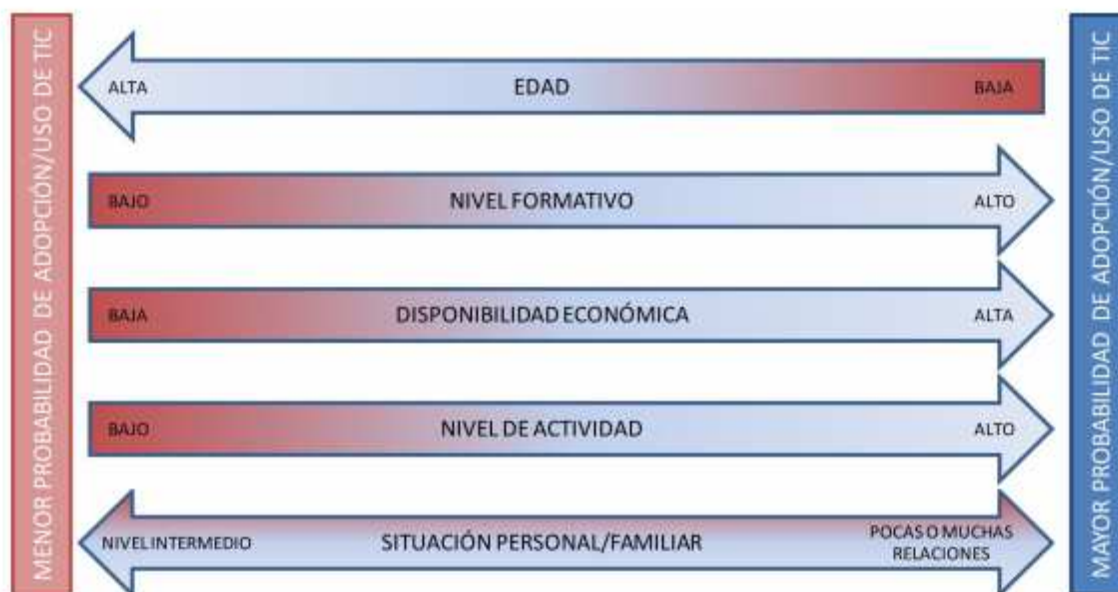 MENOR PROBABILIDAD DE ADOPCIÓN/USO DE TIC
ALTA EDAD BAJA
BAJO NIVEL FORMATIVO ALTO
BAJA DISPONIBILIDAD ECONÓMICA ALTA
BAJO NIVEL DE ACTIVIDAD ALTO
NIVEL INTERMEDIO SITUACIÓN PERSONAL/FAMILIAR POCAS O MUCHAS
RELACIONES
MAYOR PROBABILIDAD DE ADOPCIÓN/USO DE TIC